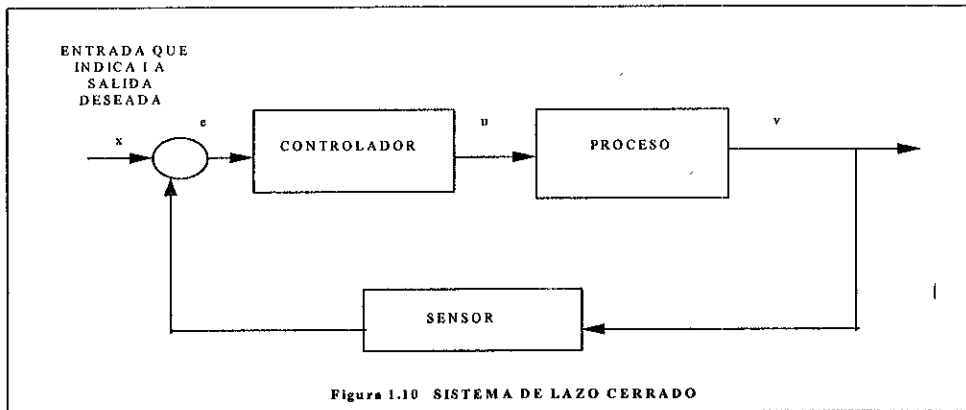 ENTRADA QUE
INDICA LA
SALIDA
DESEADA
x
e
CONTROLADOR
u
PROCESO
v
SENSOR
Figura 1.10 SISTEMA DE LAZO CERRADO